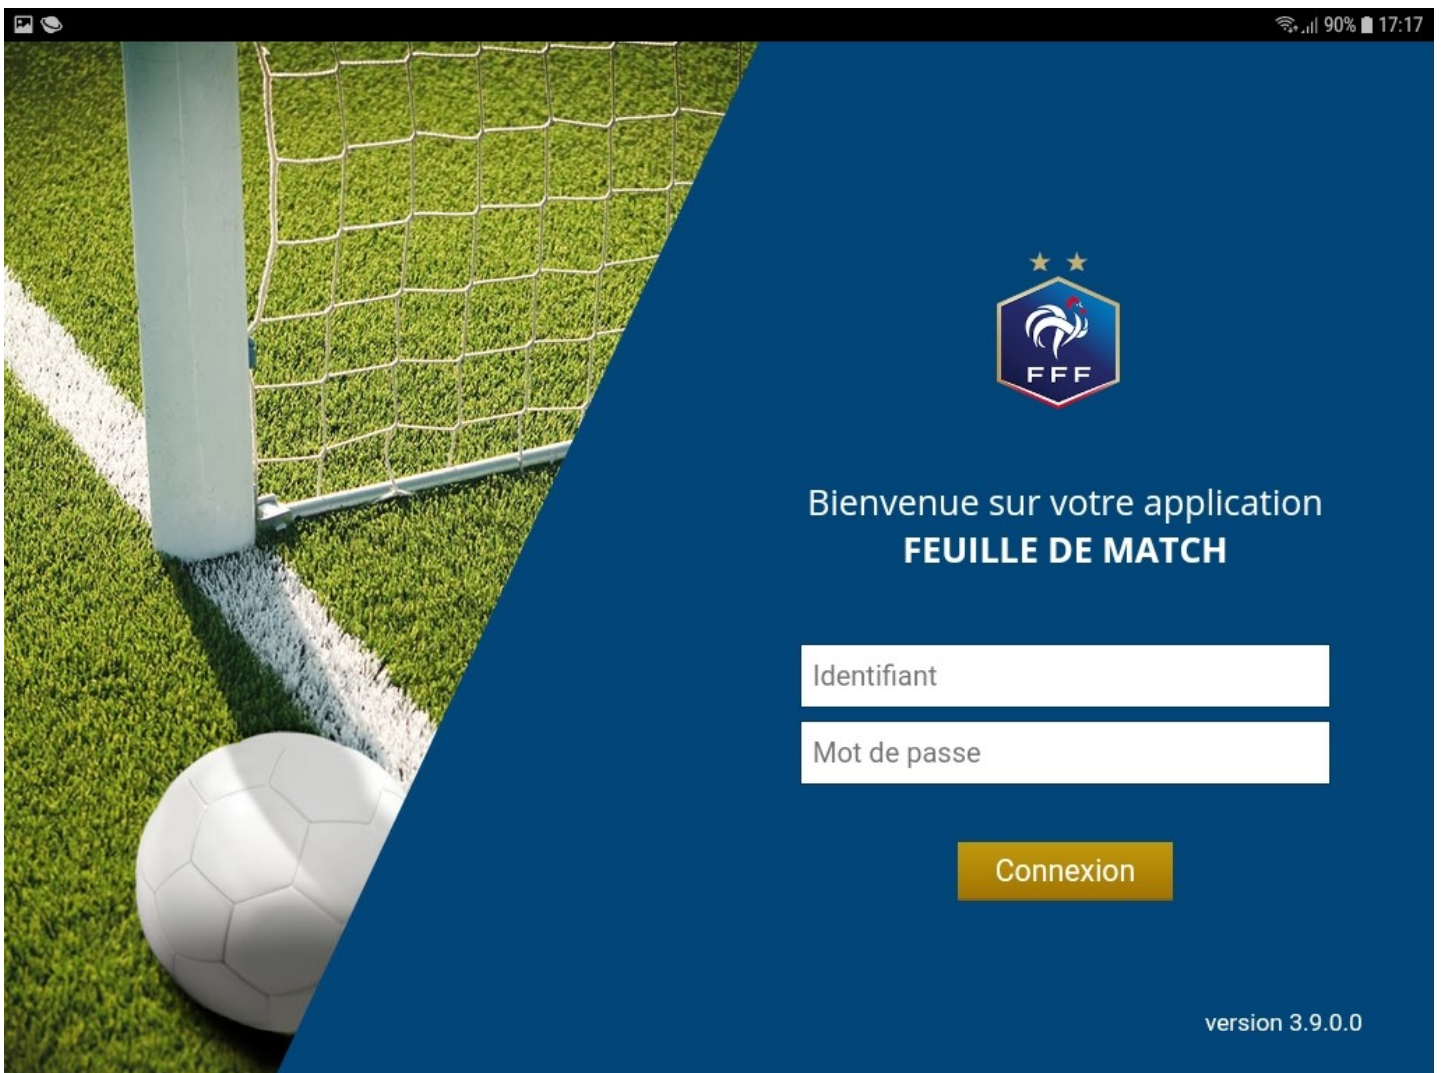 90% 17:17
FFF
Bienvenue sur votre application
FEUILLE DE MATCH
Identifiant
Mot de passe
Connexion
version 3.9.0.0